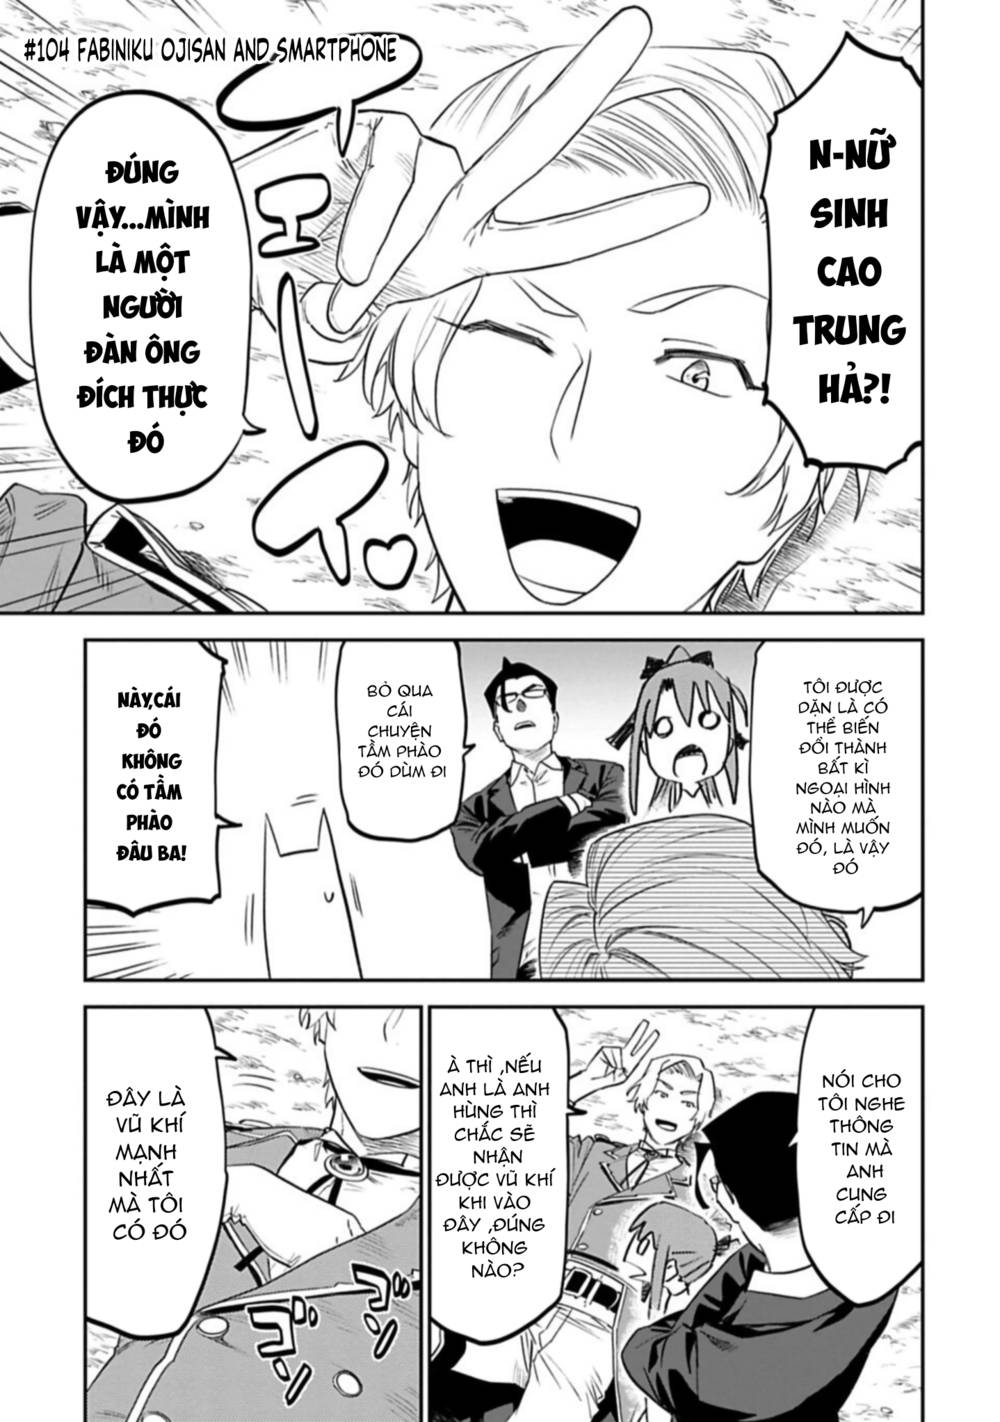 #104 FABINIKU OJISAN AND SMARTPHONE
N-NỮ
SINH
CAO
TRUNG
HẢ?!
ĐÚNG
VẬY...MÌNH
LÀ MỘT
NGƯỜI
ĐÀN ÔNG
ĐÍCH THỰC
ĐÓ
TÔI ĐƯỢC
DẶN LÀ CÓ
THỂ BIẾN
ĐỔI THÀNH
BẤT KÌ
NGOẠI HÌNH
NÀO MÀ
MÌNH MUỐN
ĐÓ, LÀ VẬY
ĐÓ
BỎ QUA
CÁI
CHUYỆN
TẦM PHÀO
ĐÓ DÙM ĐI
NÀY,CÁI
ĐÓ
KHÔNG
CÓ TẦM
PHÀO
ĐÂU BA!
NÓI CHO
TÔI NGHE
THÔNG
TIN MÀ
ANH
CUNG
CẤP ĐI
À THÌ ,NẾU
ANH LÀ ANH
HÙNG THÌ
CHẮC SẼ
NHẬN
ĐƯỢC VŨ KHÍ
KHI VÀO
ĐÂY ,ĐÚNG
KHÔNG
NÀO?
ĐÂY LÀ
VŨ KHÍ
MẠNH
NHẤT
MÀ TÔI
CÓ ĐÓ
ゴソ
ゴソ